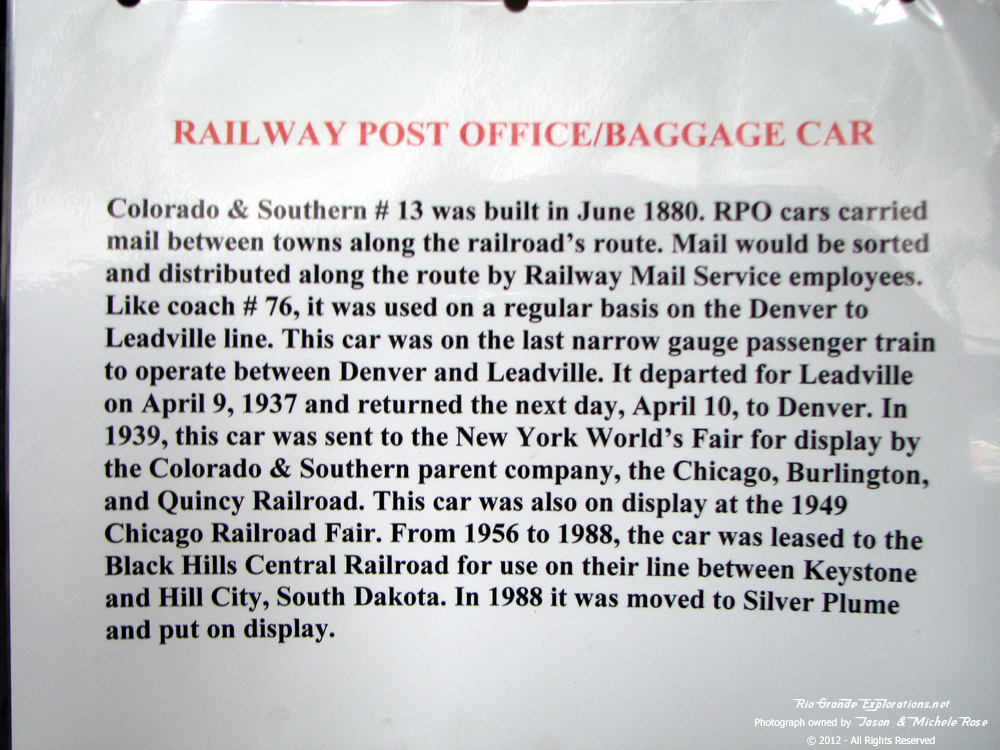 RAILWAY POST OFFICE/BAGGAGE CAR
Colorado & Southern # 13 was built in June 1880. RPO cars carried
mail between towns along the railroad's route. Mail would be sorted
and distributed along the route by Railway Mail Service employees.
Like coach # 76, it was used on a regular basis on the Denver to
Leadville line. This car was on the last narrow gauge passenger train
to operate between Denver and Leadville. It departed for Leadville
on April 9, 1937 and returned the next day, April 10, to Denver. In
1939, this car was sent to the New York World's Fair for display by
the Colorado & Southern parent company, the Chicago, Burlington,
and Quincy Railroad. This car was also on display at the 1949
Chicago Railroad Fair. From 1956 to 1988, the car was leased to the
Black Hills Central Railroad for use on their line between Keystone
and Hill City, South Dakota. In 1988 it was moved to Silver Plume
and put on display.
Rio Grande Explorations.net
Photograph owned by Jason & Michele Rose
© 2012 - All Rights Reserved